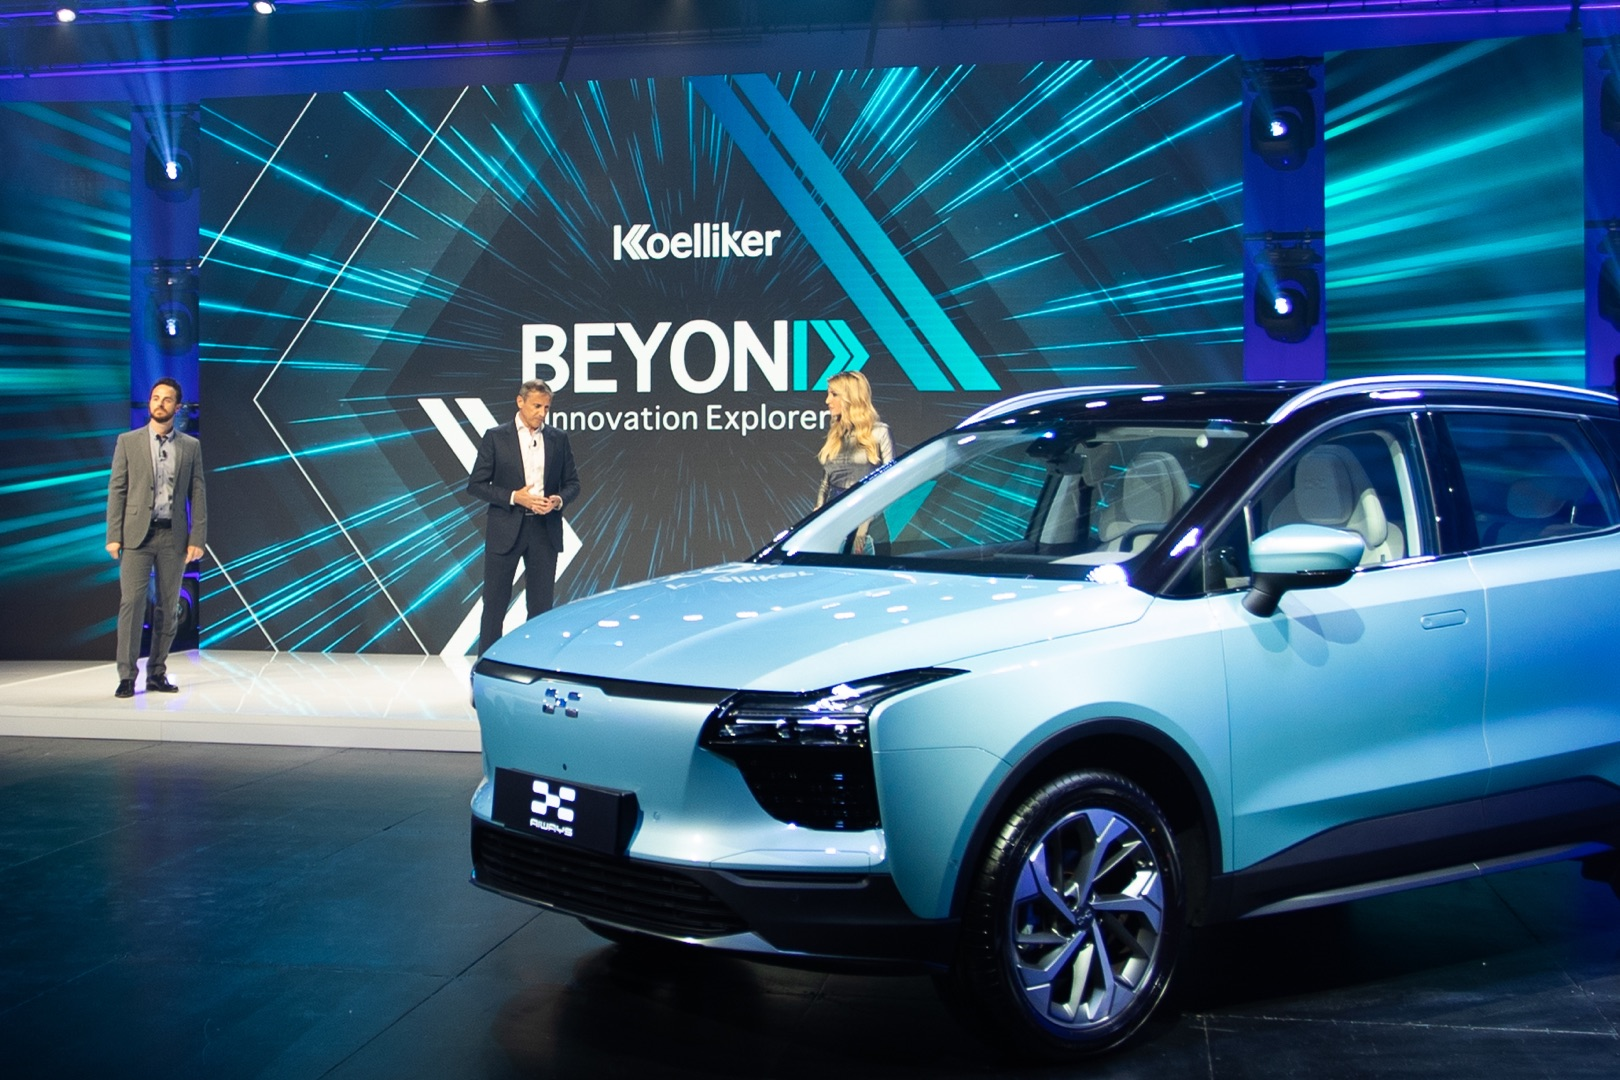 Koelliker
BEYOND
Innovation Explorer
AIWAYS